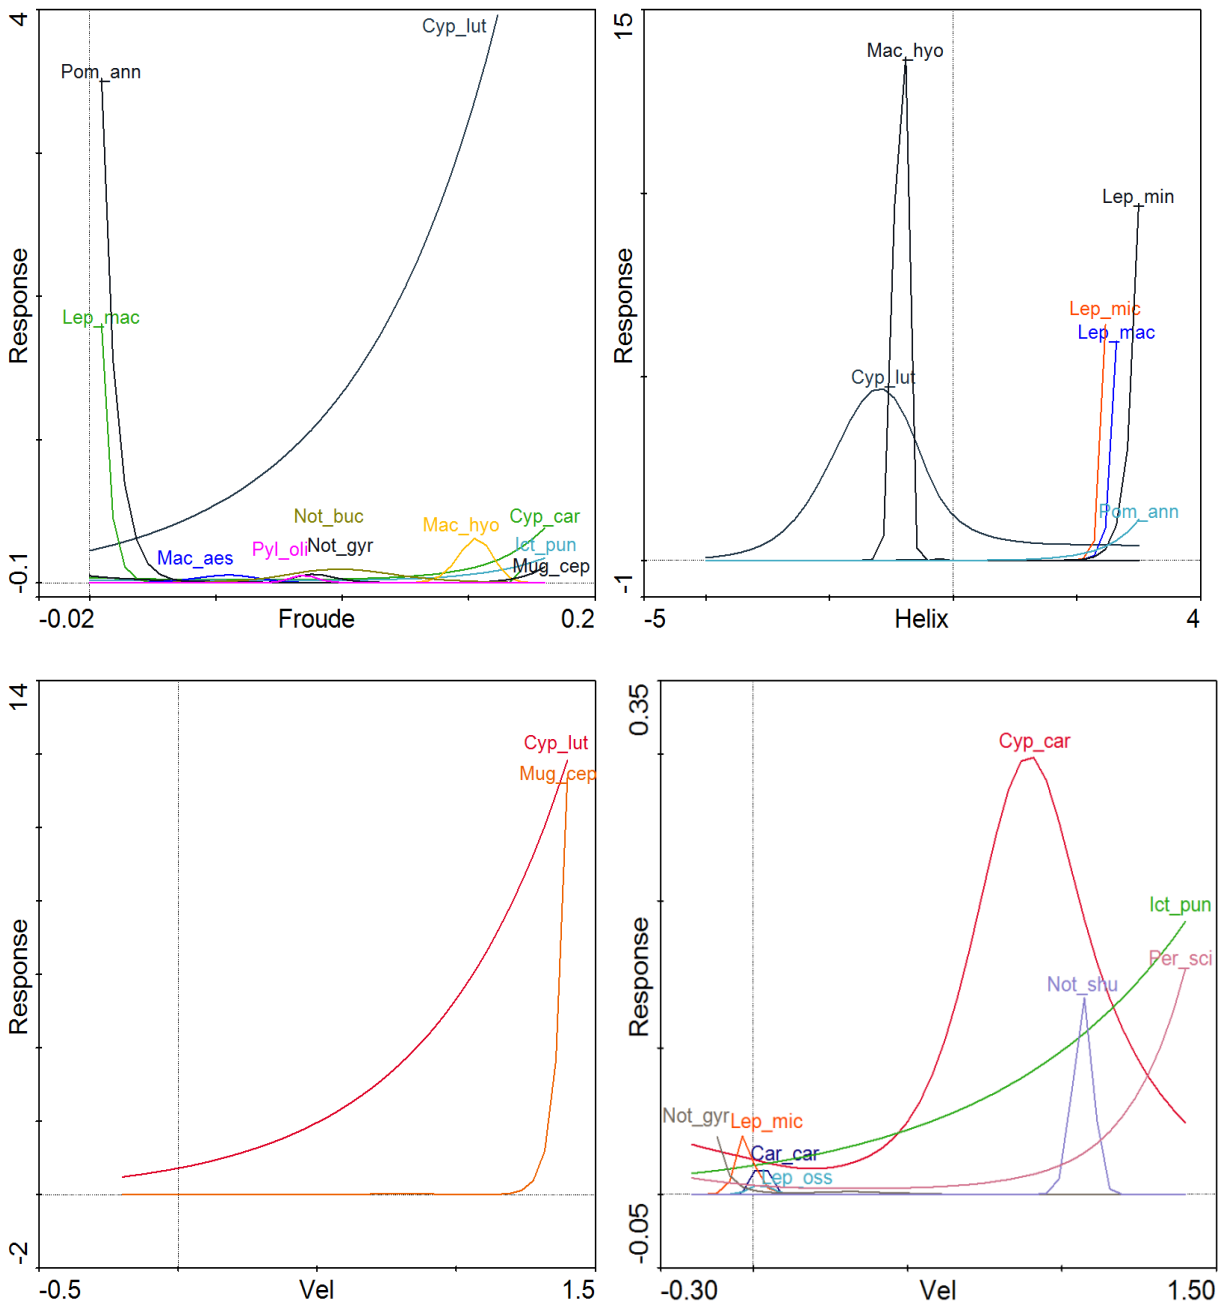 4
Cyp_lut
Pom_ann
Lep_mac
Not_buc
Mac_hyo
Cyp_car
Mac_aes
Pyl_oli
Not_gyr
Ict_pun
Mug_cep
Response
-0.1
-0.02
Froude
0.2
15
Mac_hyo
Lep_min
Lep_mic
Lep_mac
Cyp_lut
Pom_ann
Response
-1
-5
Helix
4
14
Cyp_lut
Mug_cep
Response
-2
-0.5
Vel
1.5
0.35
Cyp_car
Ict_pun
Per_sci
Not_shu
Not_gyr
Lep_mic
Car_car
Lep_oss
Response
-0.05
-0.30
Vel
1.50